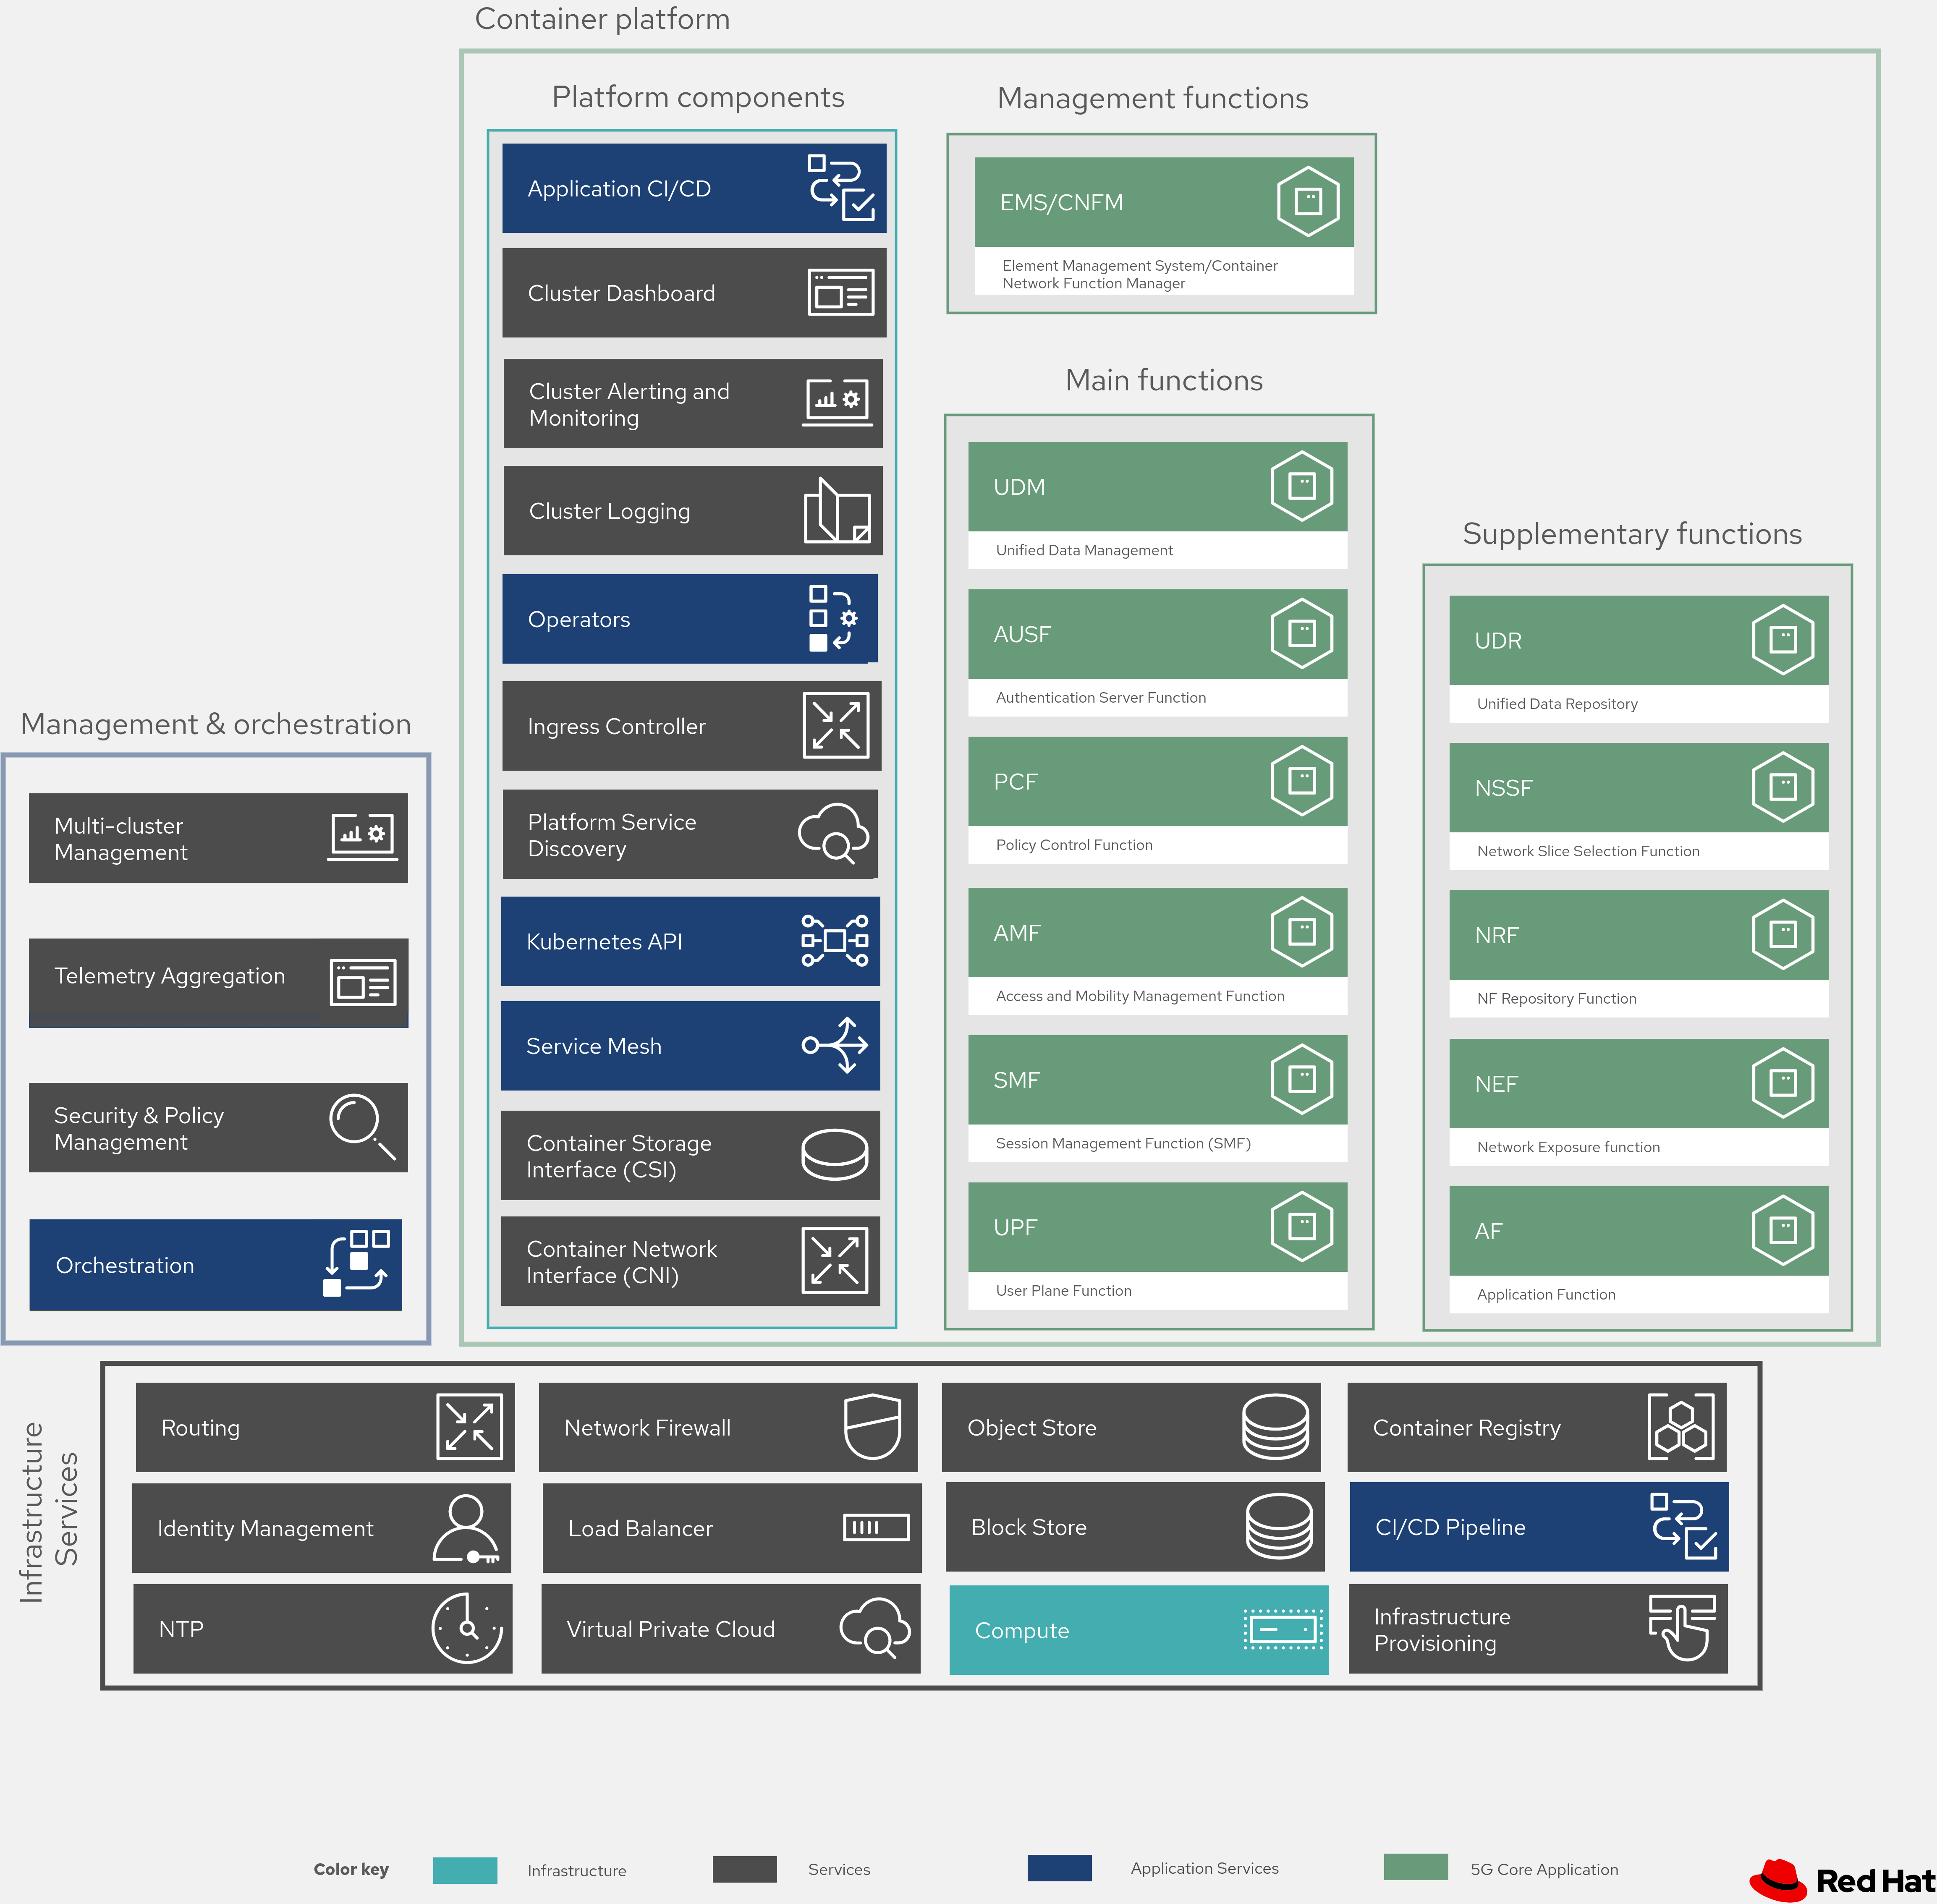 Container platform
Platform components
Application CI/CD
Cluster Dashboard
Cluster Alerting and
Monitoring
Cluster Logging
Operators
Ingress Controller
Platform Service
Discovery
Kubernetes API
Service Mesh
Container Storage
Interface (CSI)
Container Network
Interface (CNI)
Management functions
EMS/CNFM
Element Management System/Container
Network Function Manager
Main functions
UDM
Unified Data Management
AUSF
Authentication Server Function
PCF
Policy Control Function
AMF
Access and Mobility Management Function
SMF
Session Management Function (SMF)
UPF
User Plane Function
Supplementary functions
UDR
Unified Data Repository
NSSF
Network Slice Selection Function
NRF
NF Repository Function
NEF
Network Exposure function
AF
Application Function
Management & orchestration
Multi-cluster
Management
Telemetry Aggregation
Security & Policy
Management
Orchestration
Infrastructure
Services
Routing
Network Firewall
Object Store
Container Registry
Identity Management
Load Balancer
Block Store
CI/CD Pipeline
NTP
Virtual Private Cloud
Compute
Infrastructure
Provisioning
Color key
Infrastructure
Services
Application Services
5G Core Application
Red Hat